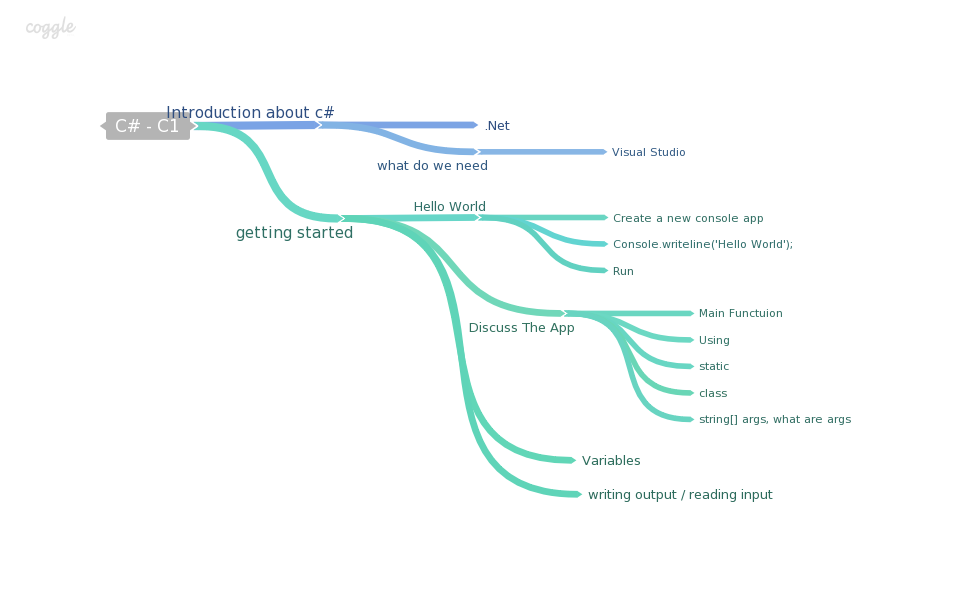 coggle
Introduction about c#
C# - C1
.Net
what do we need
Visual Studio
getting started
Hello World
Create a new console app
Console.writeline('Hello World');
Run
Discuss The App
Main Functuion
Using
static
class
string[] args, what are args
Variables
writing output / reading input